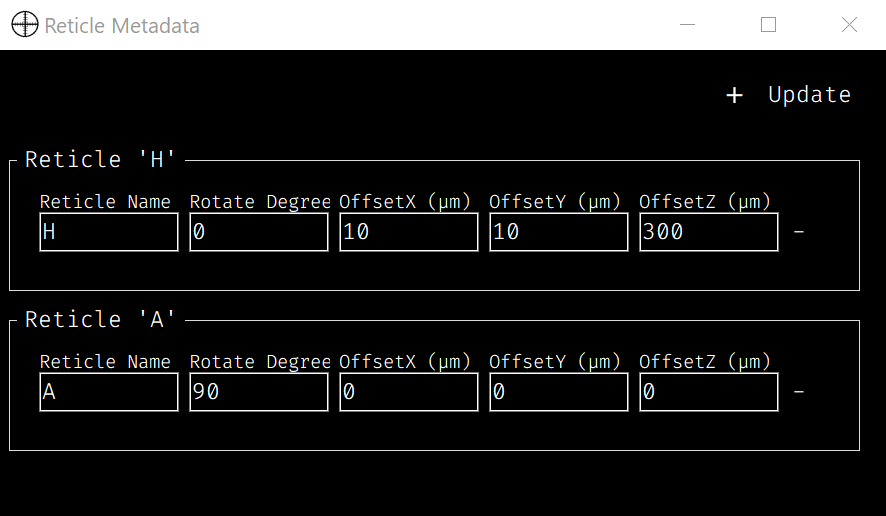 Reticle Metadata
+ Update
Reticle 'H'
Reticle Name Rotate Degree OffsetX (µm) OffsetY (µm) OffsetZ (µm)
H 0 10 10 300 -
Reticle 'A'
Reticle Name Rotate Degree OffsetX (µm) OffsetY (µm) OffsetZ (µm)
A 90 0 0 0 -